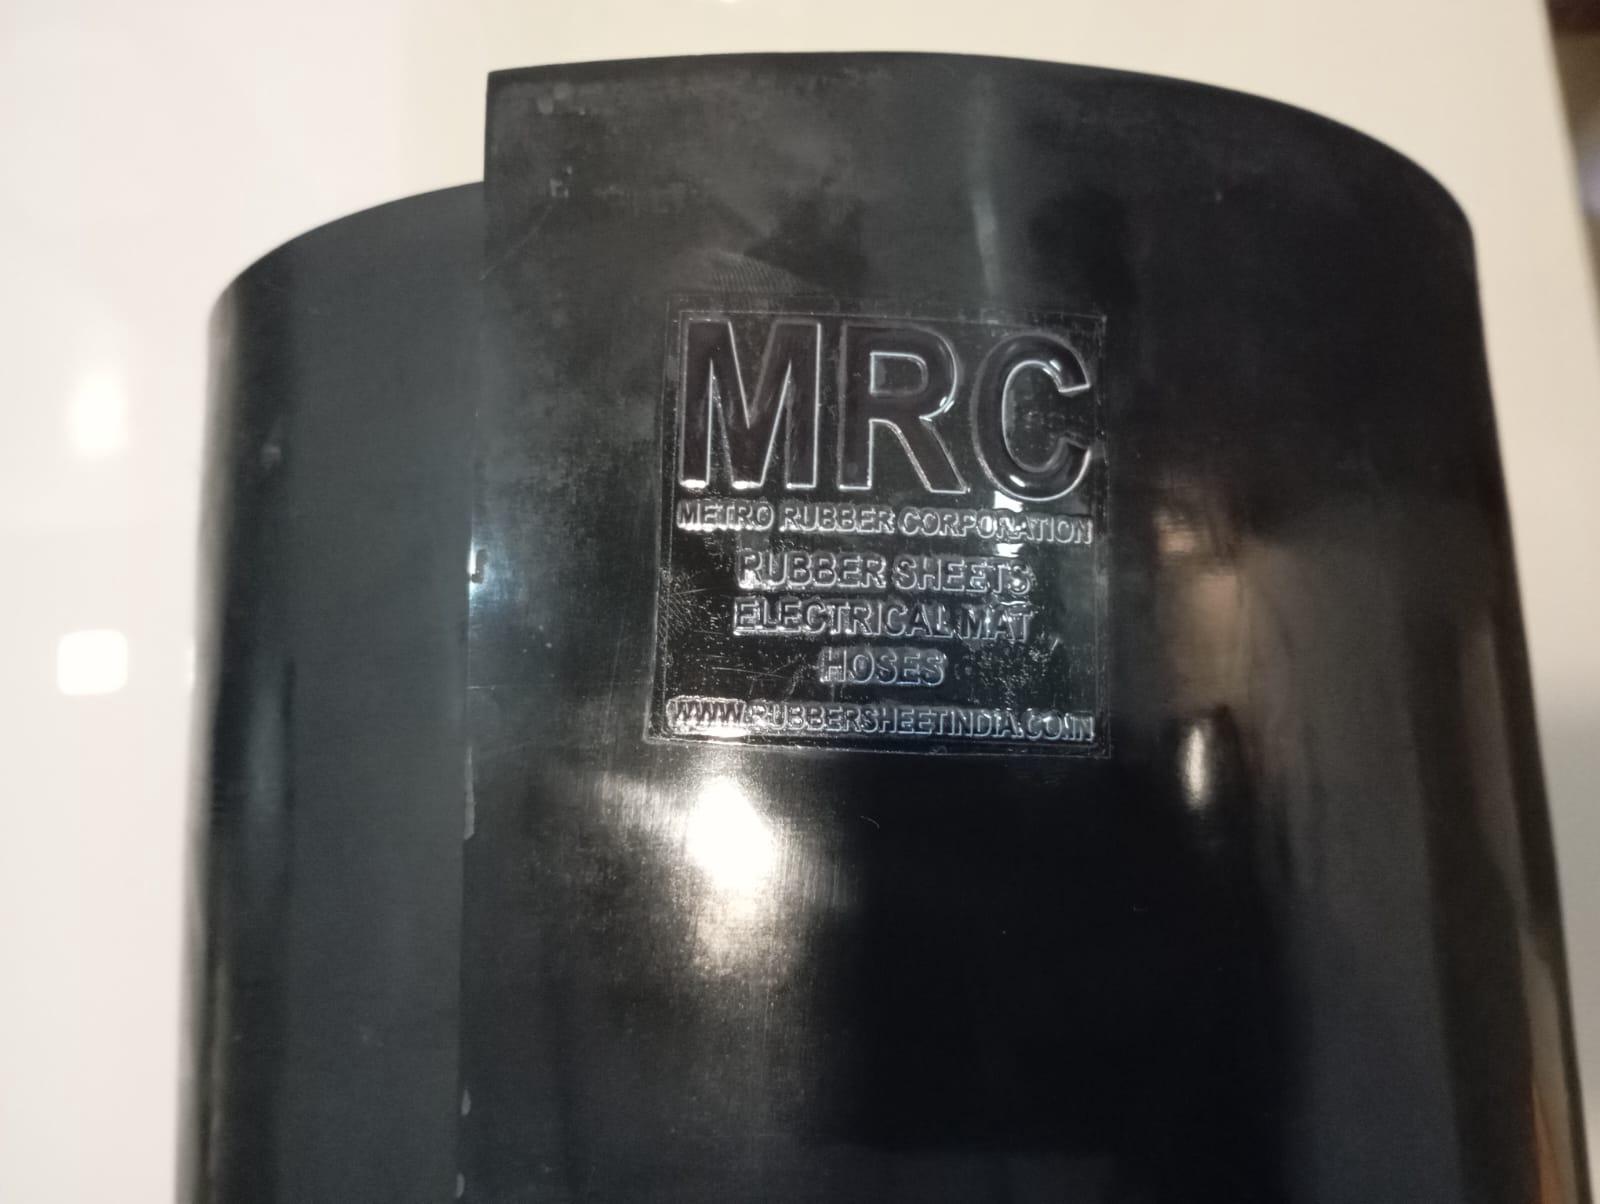 MRC
METRO RUBBER CORPORATION
RUBBER SHEETS
ELECTRICAL MAT
HOSES
WWW.RUBBERSHEETINDIA.CO.IN